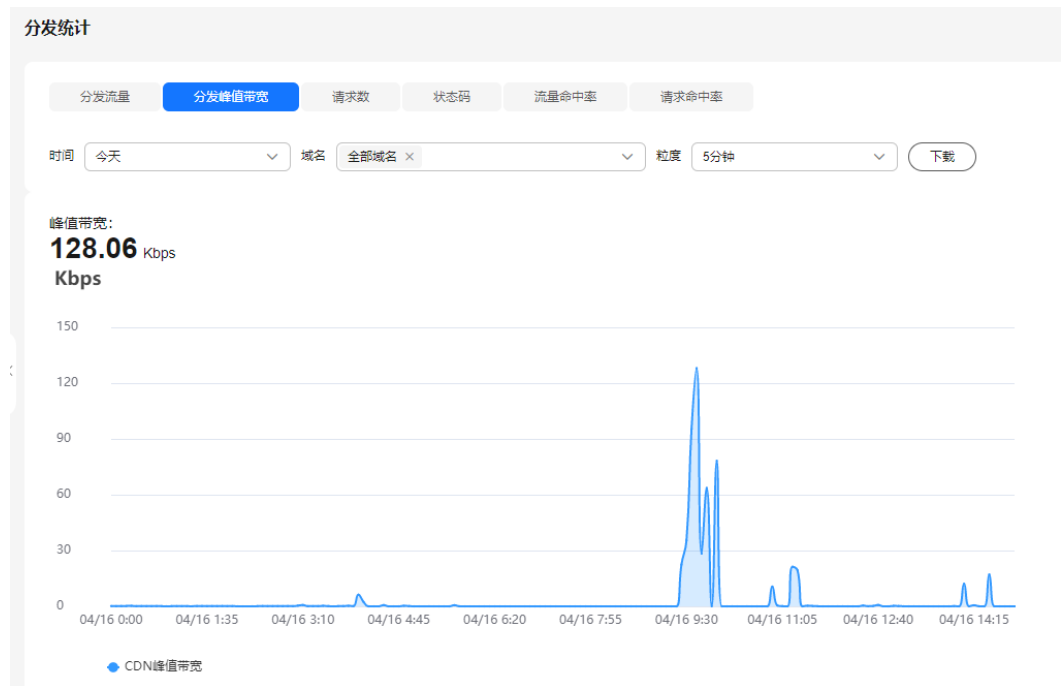 分发统计
分发流量 分发峰值带宽 请求数 状态码 流量命中率 请求命中率
时间 今天 域名 全部域名 × 粒度 5分钟 下载
峰值带宽:
128.06 Kbps
Kbps
150
120
90
60
30
0
04/16 0:00 04/16 1:35 04/16 3:10 04/16 4:45 04/16 6:20 04/16 7:55 04/16 9:30 04/16 11:05 04/16 12:40 04/16 14:15
CDN峰值带宽